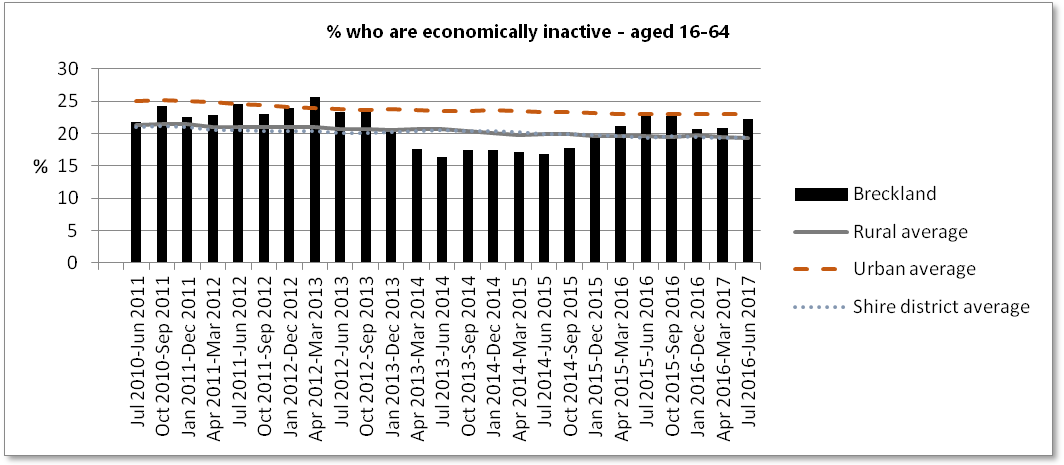 % who are economically inactive - aged 16-64
30
25
20
15
10
5
0
%
Jul 2010-Jun 2011
Oct 2010-Sep 2011
Jan 2011-Dec 2011
Apr 2011-Mar 2012
Jul 2011-Jun 2012
Oct 2011-Sep 2012
Jan 2012-Dec 2012
Apr 2012-Mar 2013
Jul 2012-Jun 2013
Oct 2012-Sep 2013
Jan 2013-Dec 2013
Apr 2013-Mar 2014
Jul 2013-Jun 2014
Oct 2013-Sep 2014
Jan 2014-Dec 2014
Apr 2014-Mar 2015
Jul 2014-Jun 2015
Oct 2014-Sep 2015
Jan 2015-Dec 2015
Apr 2015-Mar 2016
Jul 2015-Jun 2016
Oct 2015-Sep 2016
Jan 2016-Dec 2016
Apr 2016-Mar 2017
Jul 2016-Jun 2017
Breckland
Rural average
Urban average
Shire district average